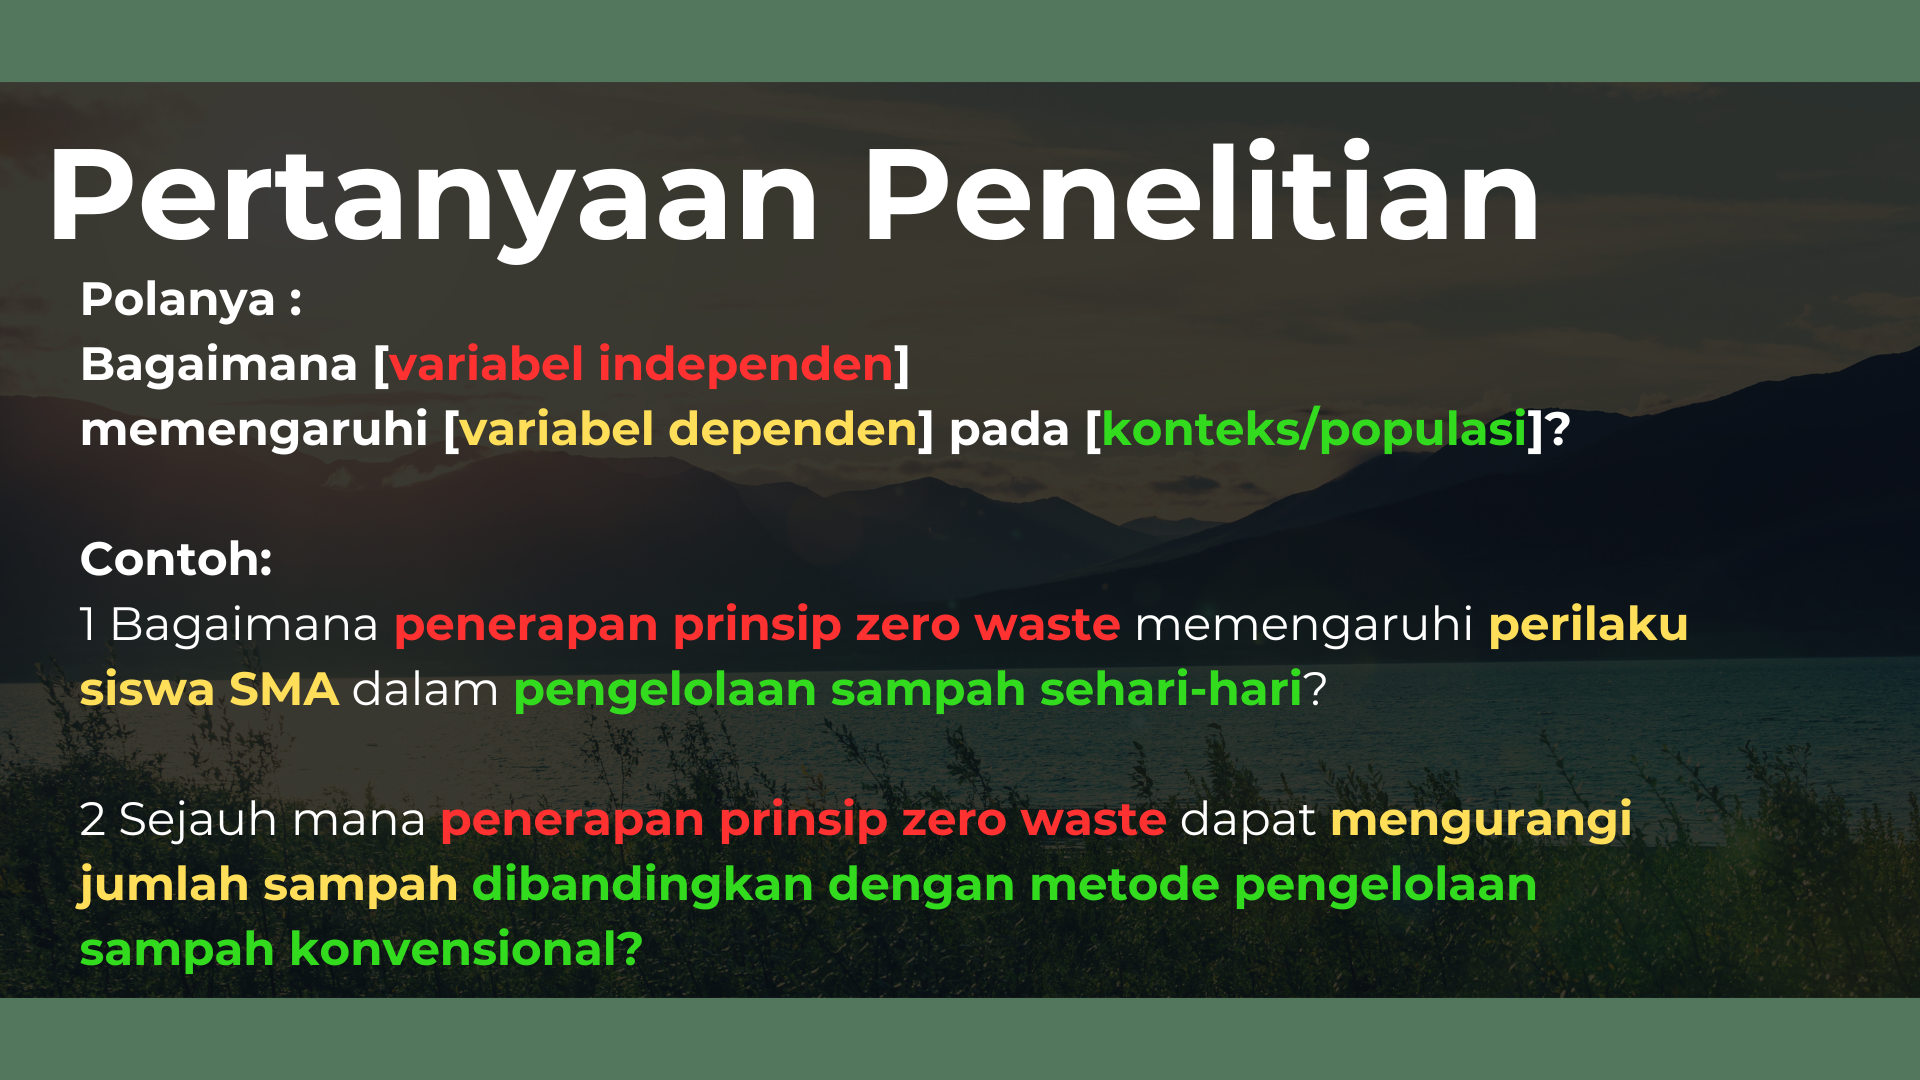 Pertanyaan Penelitian
Polanya :
Bagaimana [variabel independen]
memengaruhi [variabel dependen] pada [konteks/populasi]?
Contoh:
1 Bagaimana penerapan prinsip zero waste memengaruhi perilaku
siswa SMA dalam pengelolaan sampah sehari-hari?
2 Sejauh mana penerapan prinsip zero waste dapat mengurangi
jumlah sampah dibandingkan dengan metode pengelolaan
sampah konvensional?